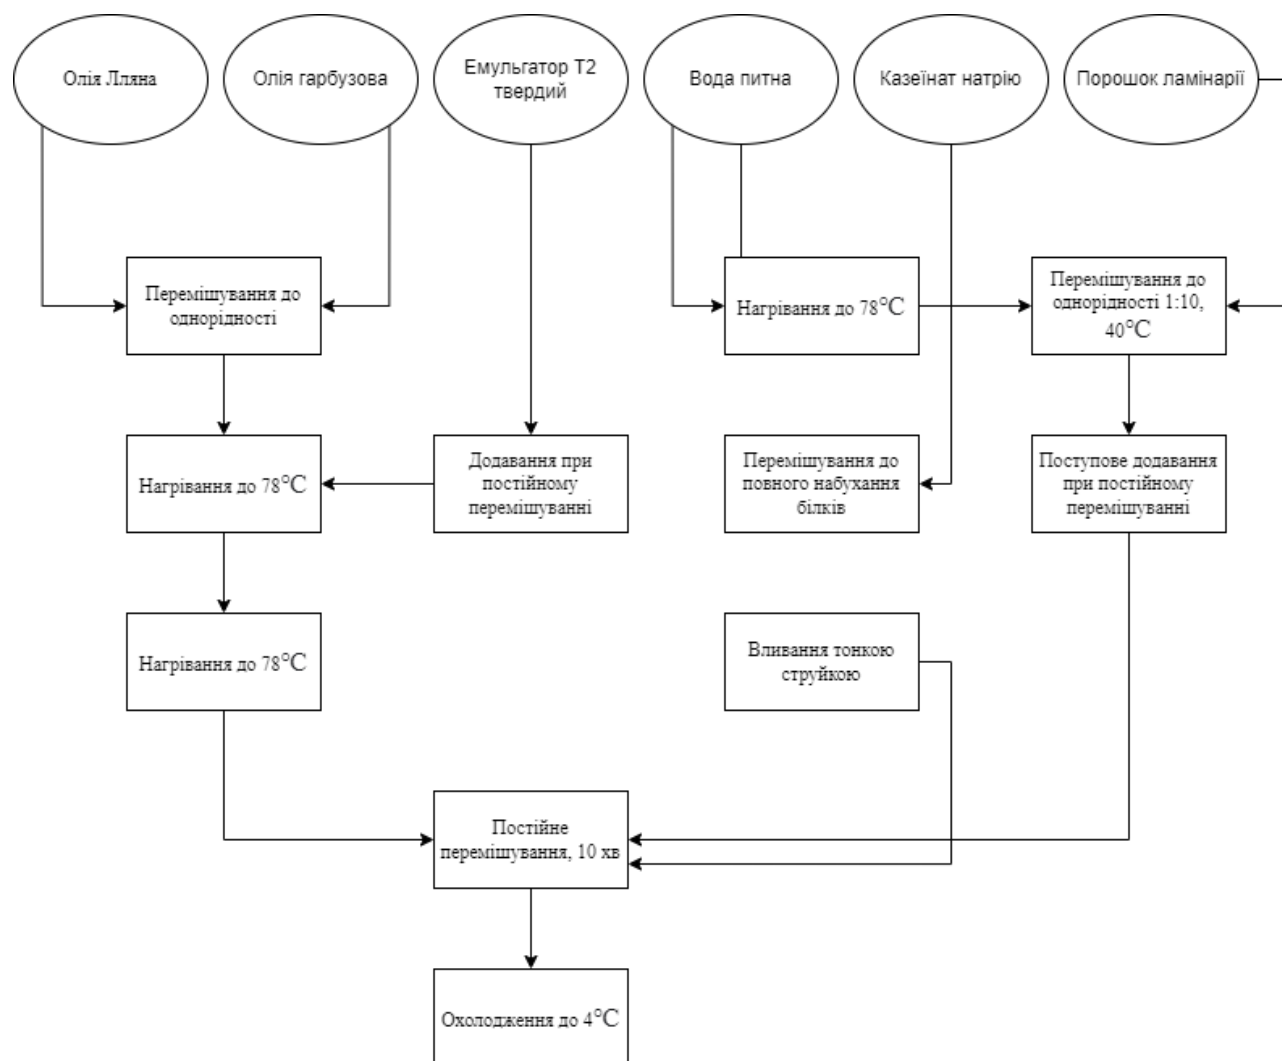 Олія Лляна
Олія гарбузова
Емульгатор Т2
твердий
Вода питна
Казеїнат натрію
Порошок ламінарії
Перемішування до
однорідності
Нагрівання до 78°C
Перемішування до
однорідності 1:10,
40°C
Нагрівання до 78°C
Додавання при
постійному
перемішуванні
Перемішування до
повного набухання
білків
Поступове додавання
при постійному
перемішуванні
Нагрівання до 78°C
Вливання тонкою
струйкою
Постійне
перемішування, 10 хв
Охолодження до 4°C